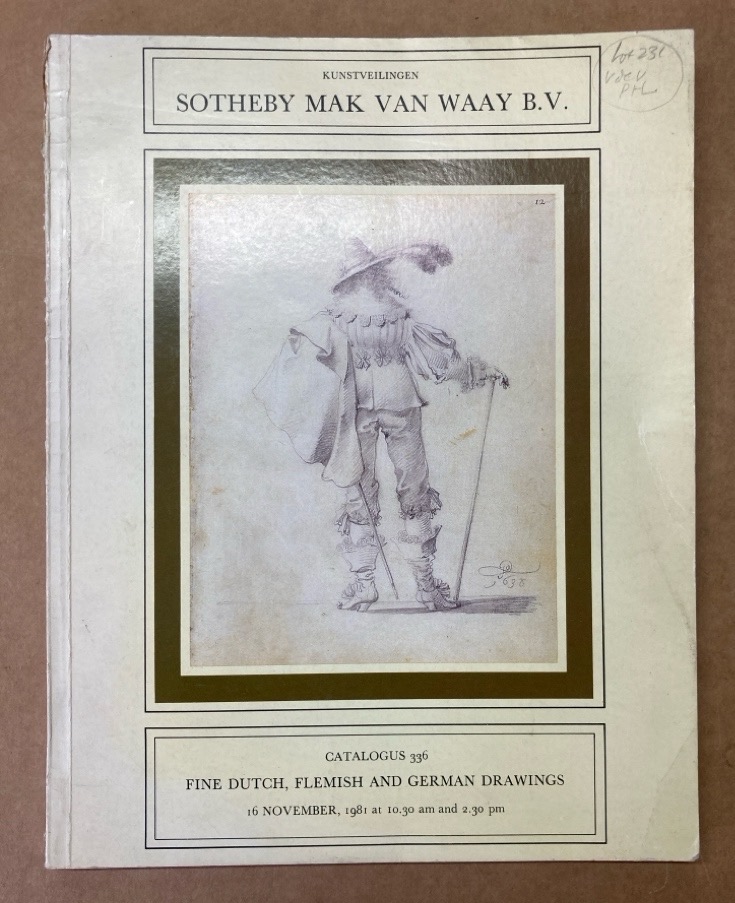 KUNSTVEILINGEN
SOTHEBY MAK VAN WAAY B.V.
Lot 231
V de V
12
CATALOGUS 336
FINE DUTCH, FLEMISH AND GERMAN DRAWINGS
16 NOVEMBER, 1981 at 10.30 am and 2.30 pm